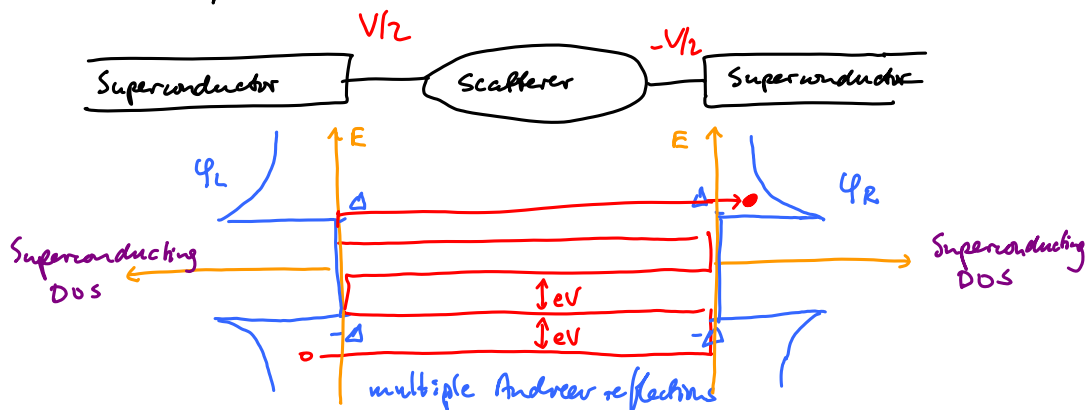 V/2
-V/2
Superconductor
Scatterer
Superconductor
E
E
φL
φR
Δ
Δ
Superconducting
DOS
Superconducting
DOS
eV
eV
-Δ
-Δ
multiple Andreev reflections